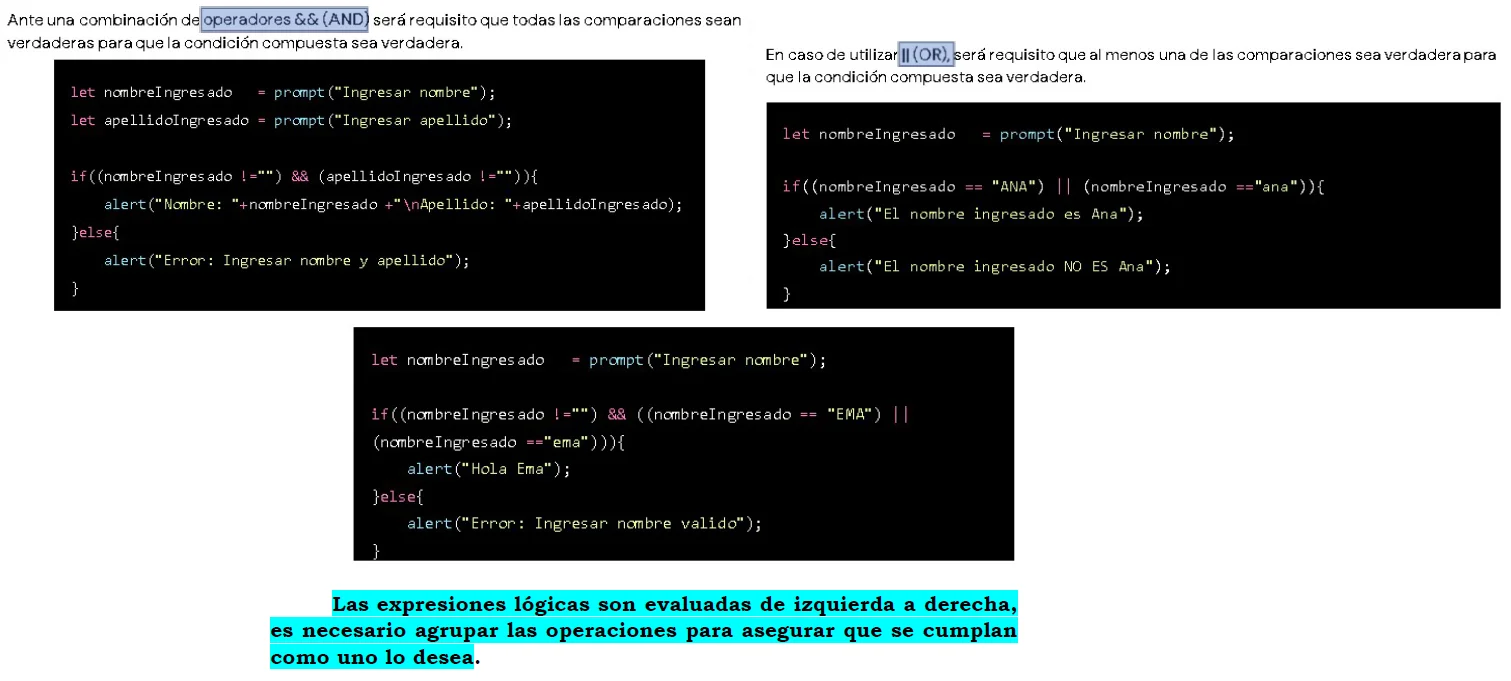 Ante una combinación de operadores && (AND) será requisito que todas las comparaciones sean
verdaderas para que la condición compuesta sea verdadera.
let nombreIngresado   = prompt("Ingresar nombre");
let apellidoIngresado = prompt("Ingresar apellido");
if((nombreIngresado !="") && (apellidoIngresado !="")){
    alert("Nombre: "+nombreIngresado +"\nApellido: "+apellidoIngresado);
}else{
    alert("Error: Ingresar nombre y apellido");
}
En caso de utilizar || (OR), será requisito que al menos una de las comparaciones sea verdadera para
que la condición compuesta sea verdadera.
let nombreIngresado   = prompt("Ingresar nombre");
if((nombreIngresado == "ANA") || (nombreIngresado =="ana")){
    alert("El nombre ingresado es Ana");
}else{
    alert("El nombre ingresado NO ES Ana");
}
let nombreIngresado   = prompt("Ingresar nombre");
if((nombreIngresado !="") && ((nombreIngresado == "EMA") ||
(nombreIngresado =="ema"))){
    alert("Hola Ema");
}else{
    alert("Error: Ingresar nombre valido");
}
Las expresiones lógicas son evaluadas de izquierda a derecha,
es necesario agrupar las operaciones para asegurar que se cumplan
como uno lo desea.